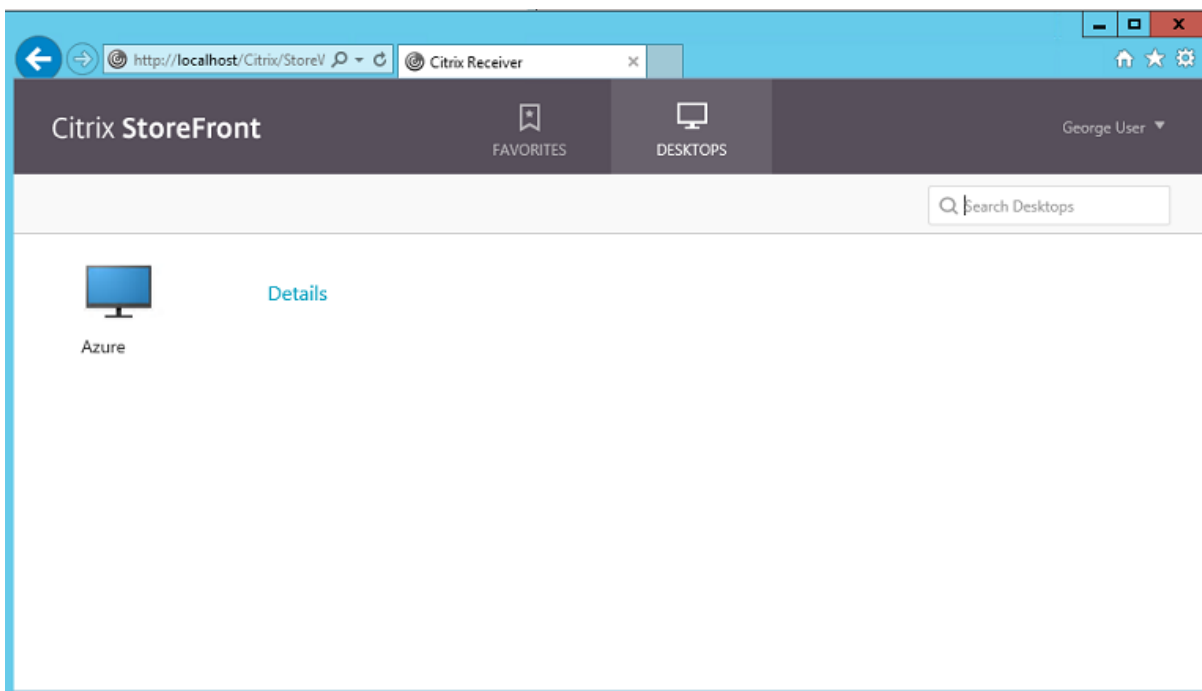 http://localhost/Citrix/StoreV
Citrix Receiver
Citrix StoreFront
FAVORITES
DESKTOPS
George User
Search Desktops
Details
Azure